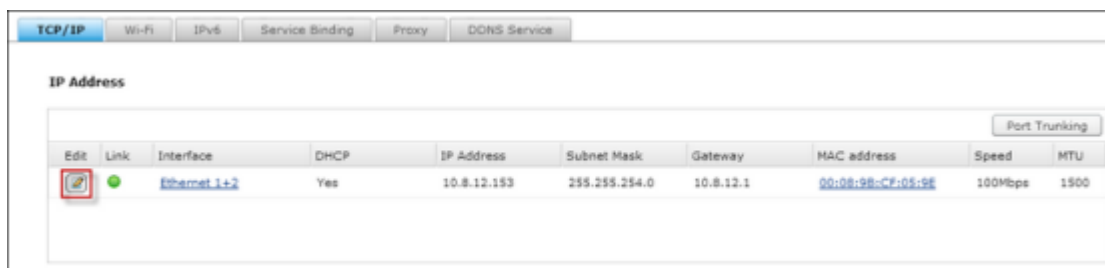 TCP/IP Wi-Fi IPv6 Service Binding Proxy DDNS Service
IP Address
Port Trunking
Edit Link Interface DHCP IP Address Subnet Mask Gateway MAC address Speed MTU
Ethernet 1+2 Yes 10.8.12.153 255.255.254.0 10.8.12.1 00:08:9B:CF:05:9E 100Mbps 1500